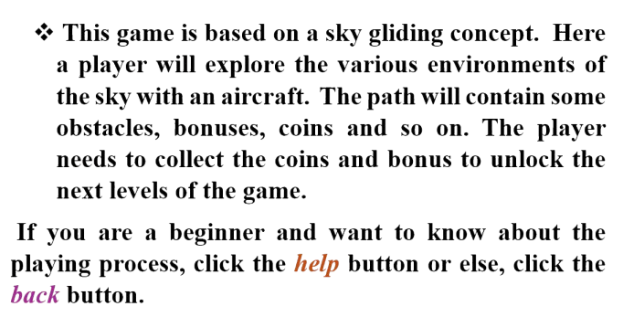 ❖ This game is based on a sky gliding concept. Here
a player will explore the various environments of
the sky with an aircraft. The path will contain some
obstacles, bonuses, coins and so on. The player
needs to collect the coins and bonus to unlock the
next levels of the game.
If you are a beginner and want to know about the
playing process, click the help button or else, click the
back button.